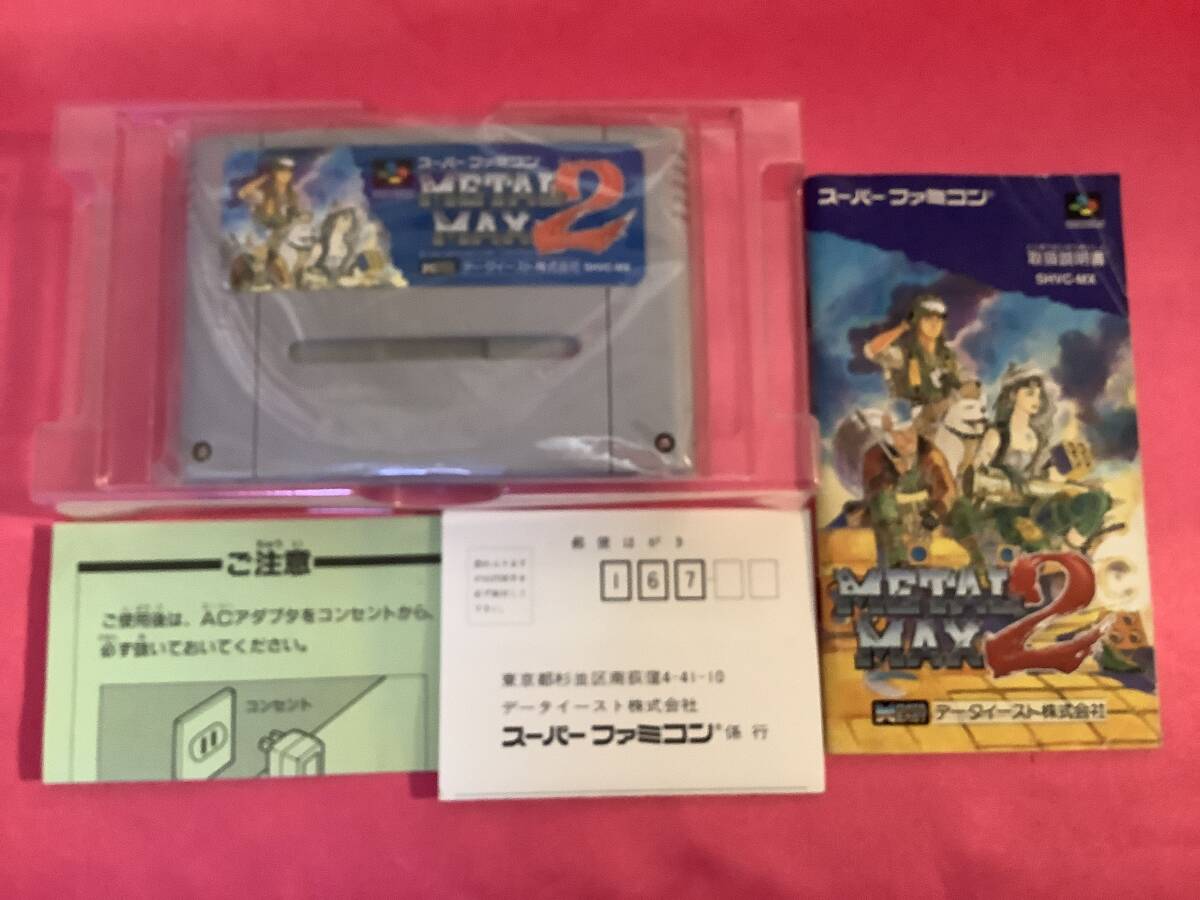 スーパーファミコン
METAL
MAX 2
データイースト株式会社 SHVC-MX
スーパーファミコン
取扱説明書
SHVC-MX
METAL
MAX 2
データイースト株式会社
ちゅうい
ご注意
ご使用後は、ACアダプタをコンセントから、
必ず抜いておいてください。
コンセント
郵便はがき
167
東京都杉並区南荻窪4-41-10
データイースト株式会社
スーパーファミコン®係行